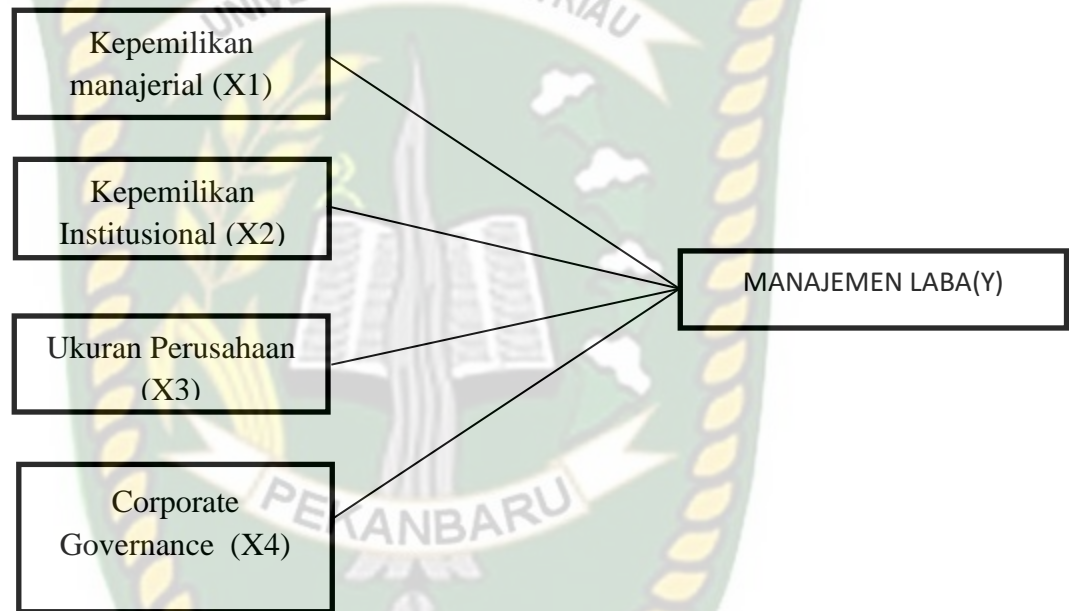 Kepemilikan
manajerial (X1)
Kepemilikan
Institusional (X2)
Ukuran Perusahaan
(X3)
Corporate
Governance (X4)
MANAJEMEN LABA(Y)
PEKANBARU